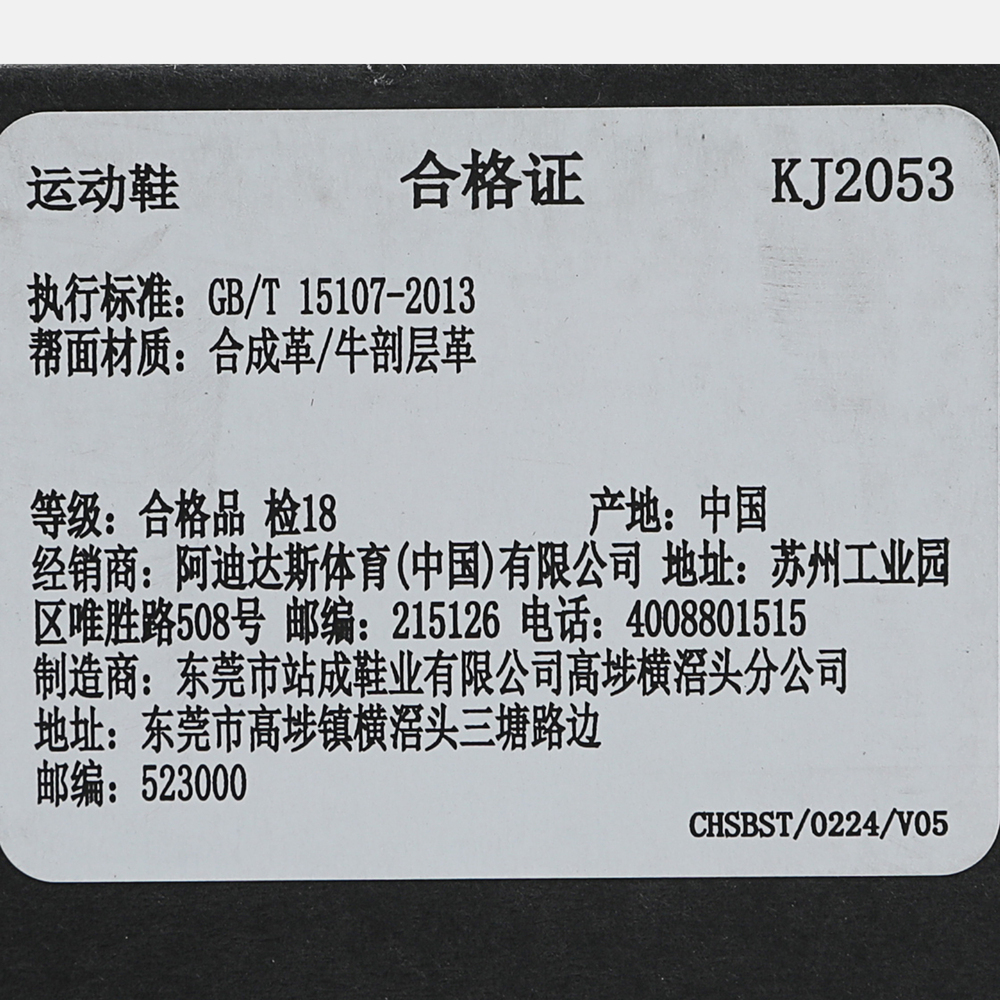 运动鞋 合格证 KJ2053
执行标准：GB/T 15107-2013
帮面材质：合成革/牛剖层革
等级：合格品 检18 产地：中国
经销商：阿迪达斯体育(中国)有限公司 地址：苏州工业园
区唯胜路508号 邮编：215126 电话：4008801515
制造商：东莞市站成鞋业有限公司高埗横滘头分公司
地址：东莞市高埗镇横滘头三塘路边
邮编：523000
CHSBST/0224/V05